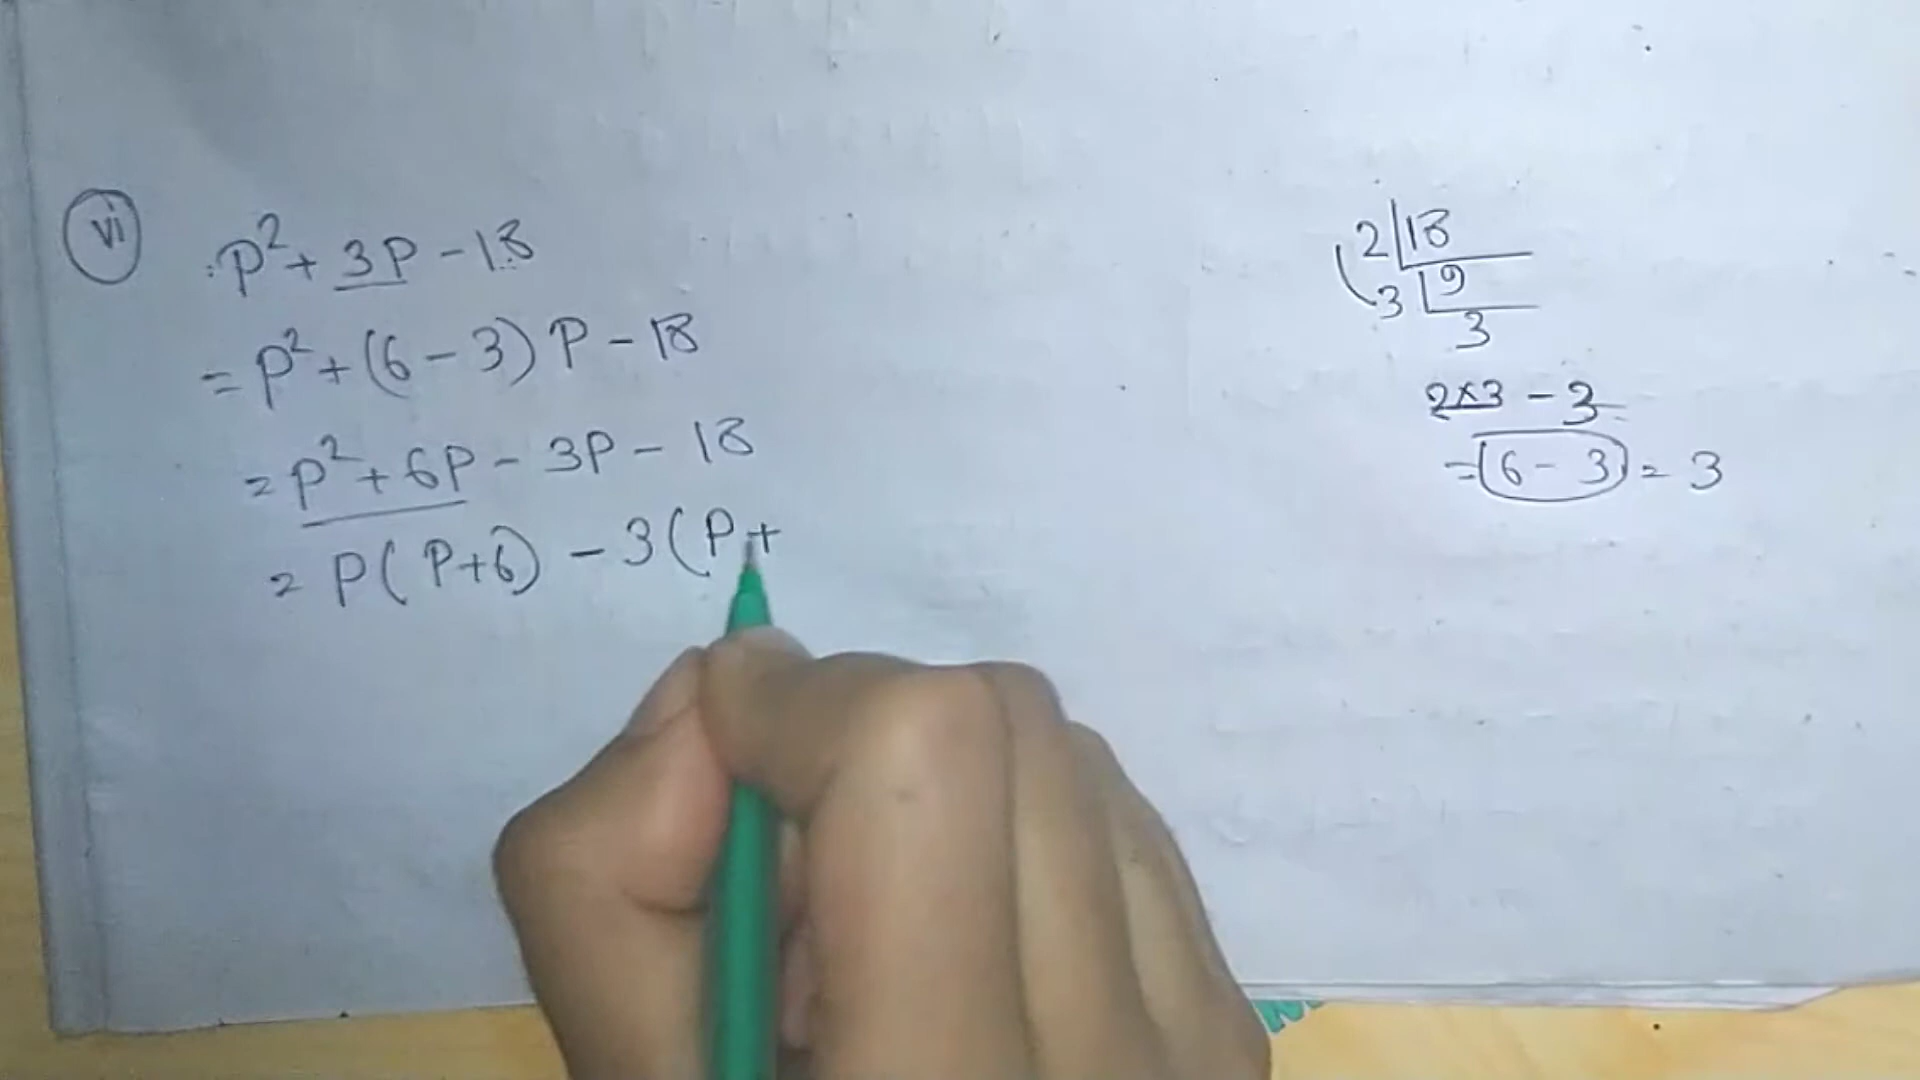 (vi) p² + 3p - 18
= p² + (6 - 3) P - 18
= p² + 6p - 3p - 18
= P(P+6) - 3(P+
2|18
3|9
3
2×3 - 3
= (6 - 3) = 3